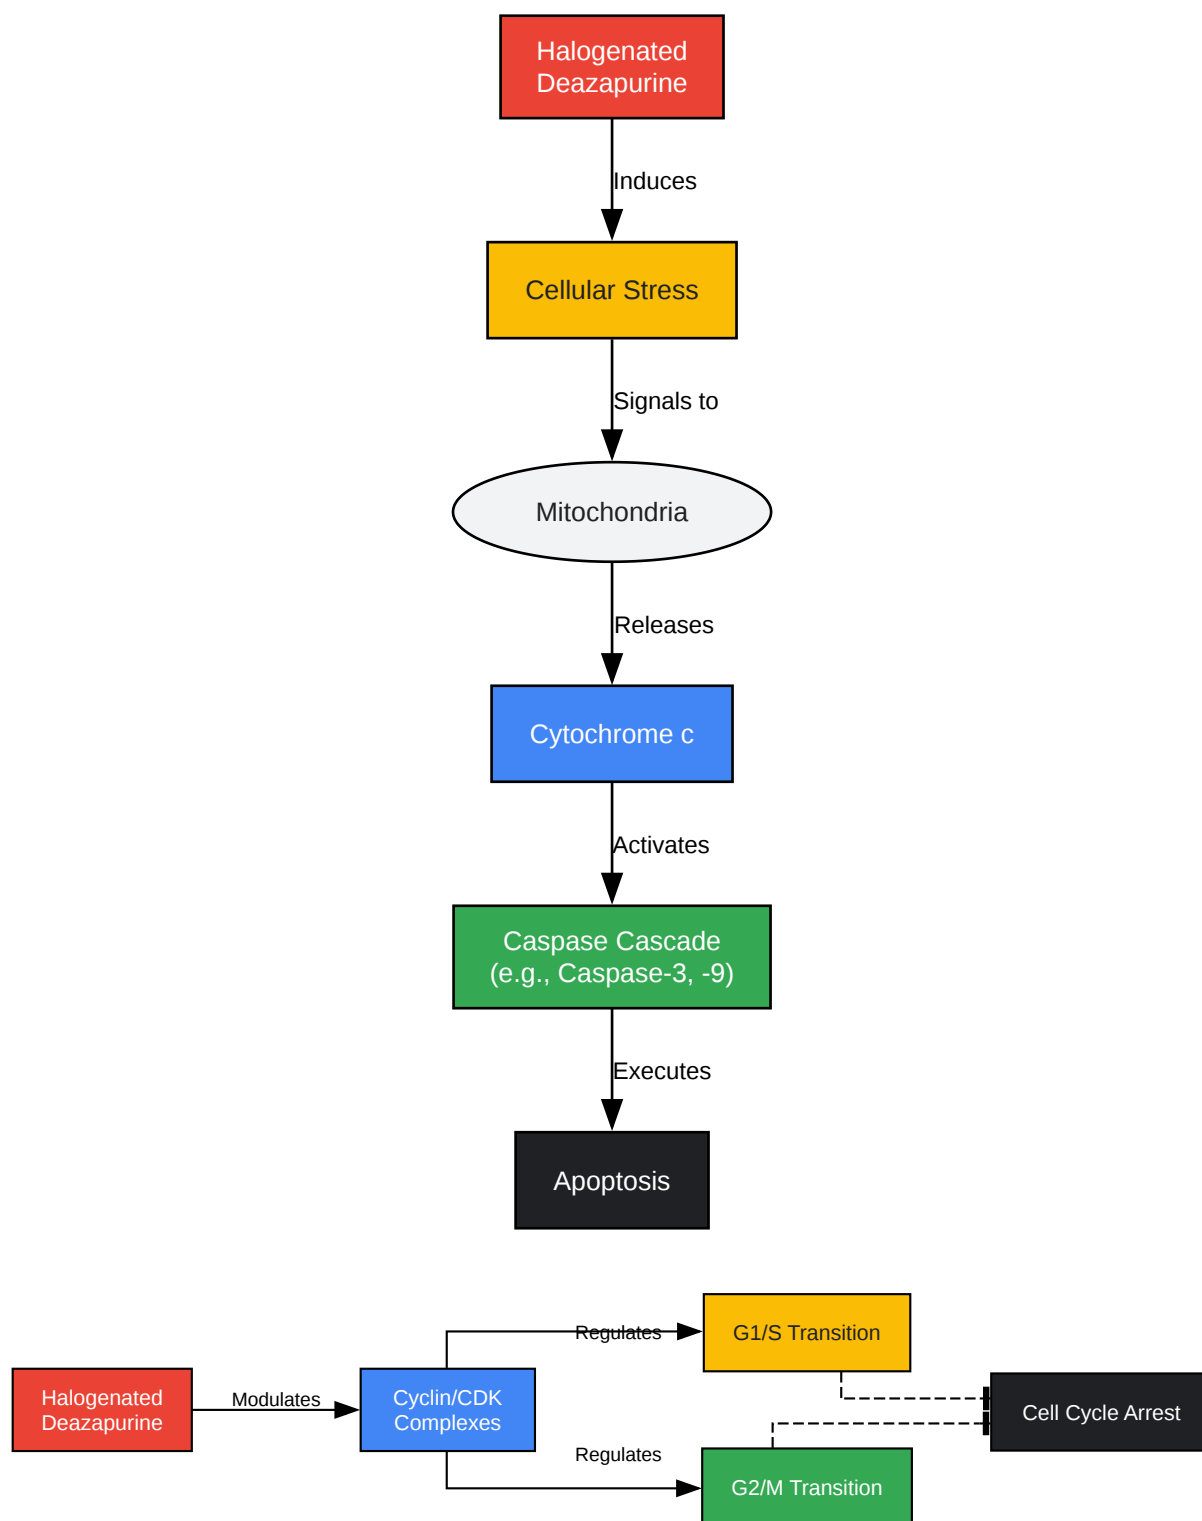 Halogenated
Deazapurine
Induces
Cellular Stress
Signals to
Mitochondria
Releases
Cytochrome c
Activates
Caspase Cascade
(e.g., Caspase-3, -9)
Executes
Apoptosis
Halogenated
Deazapurine
Modulates
Cyclin/CDK
Complexes
Regulates
G1/S Transition
Regulates
G2/M Transition
Cell Cycle Arrest